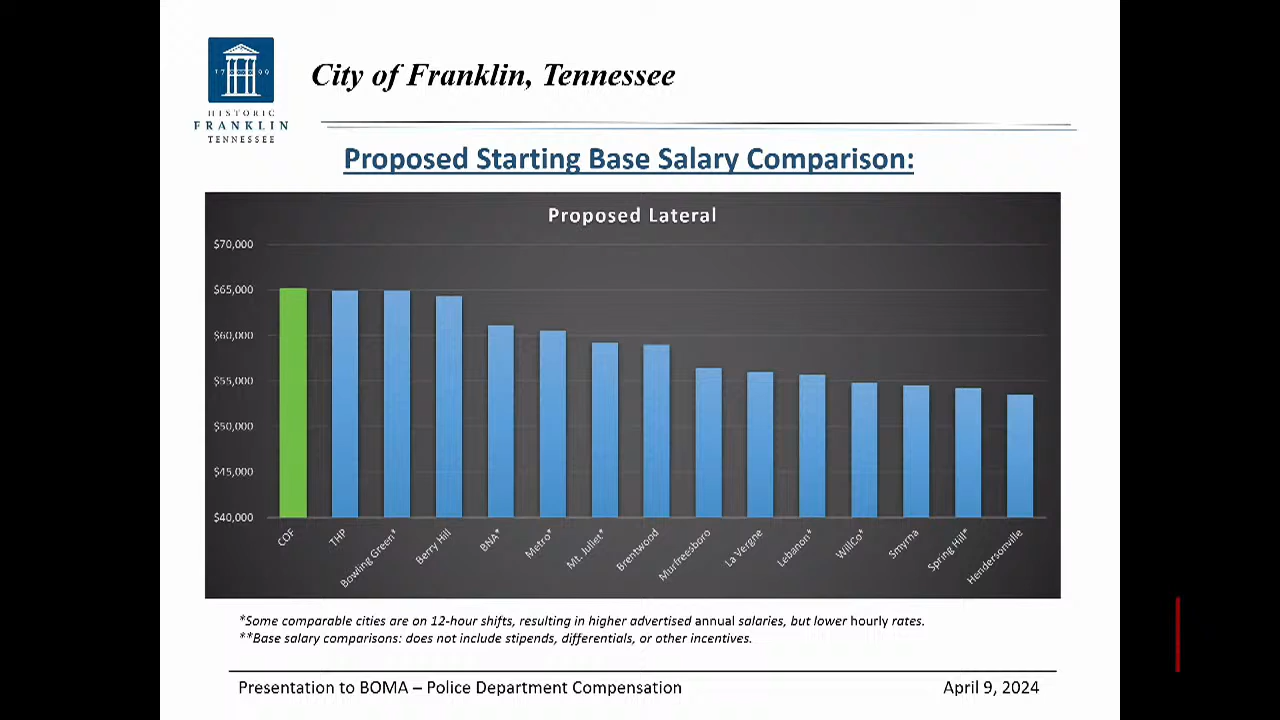 1799
HISTORIC
FRANKLIN
TENNESSEE
City of Franklin, Tennessee
Proposed Starting Base Salary Comparison:
Proposed Lateral
$70,000
$65,000
$60,000
$55,000
$50,000
$45,000
$40,000
COF
THP
Bowling Green*
Berry Hill
BNA*
Metro*
Mt. Juliet*
Brentwood
Murfreesboro
La Vergne
Lebanon*
WillCo*
Smyrna
Spring Hill*
Hendersonville
*Some comparable cities are on 12-hour shifts, resulting in higher advertised annual salaries, but lower hourly rates.
**Base salary comparisons: does not include stipends, differentials, or other incentives.
Presentation to BOMA – Police Department Compensation
April 9, 2024